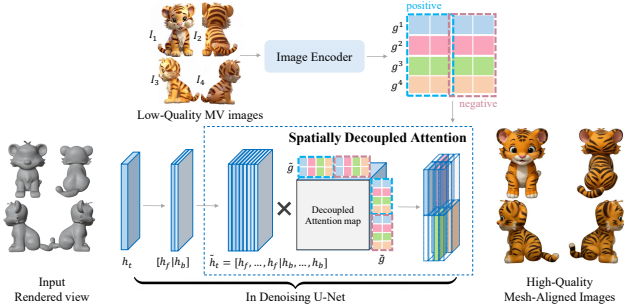 I₁ I₂
I₃ I₄
Low-Quality MV images
Image Encoder
positive
g¹
g²
g³
g⁴
negative
Spatially Decoupled Attention
g̃
Decoupled
Attention map
g̃
hₜ
[h_f|h_b]
h̃ₜ = [h_f, ..., h_f|h_b, ..., h_b]
Input
Rendered view
In Denoising U-Net
High-Quality
Mesh-Aligned Images